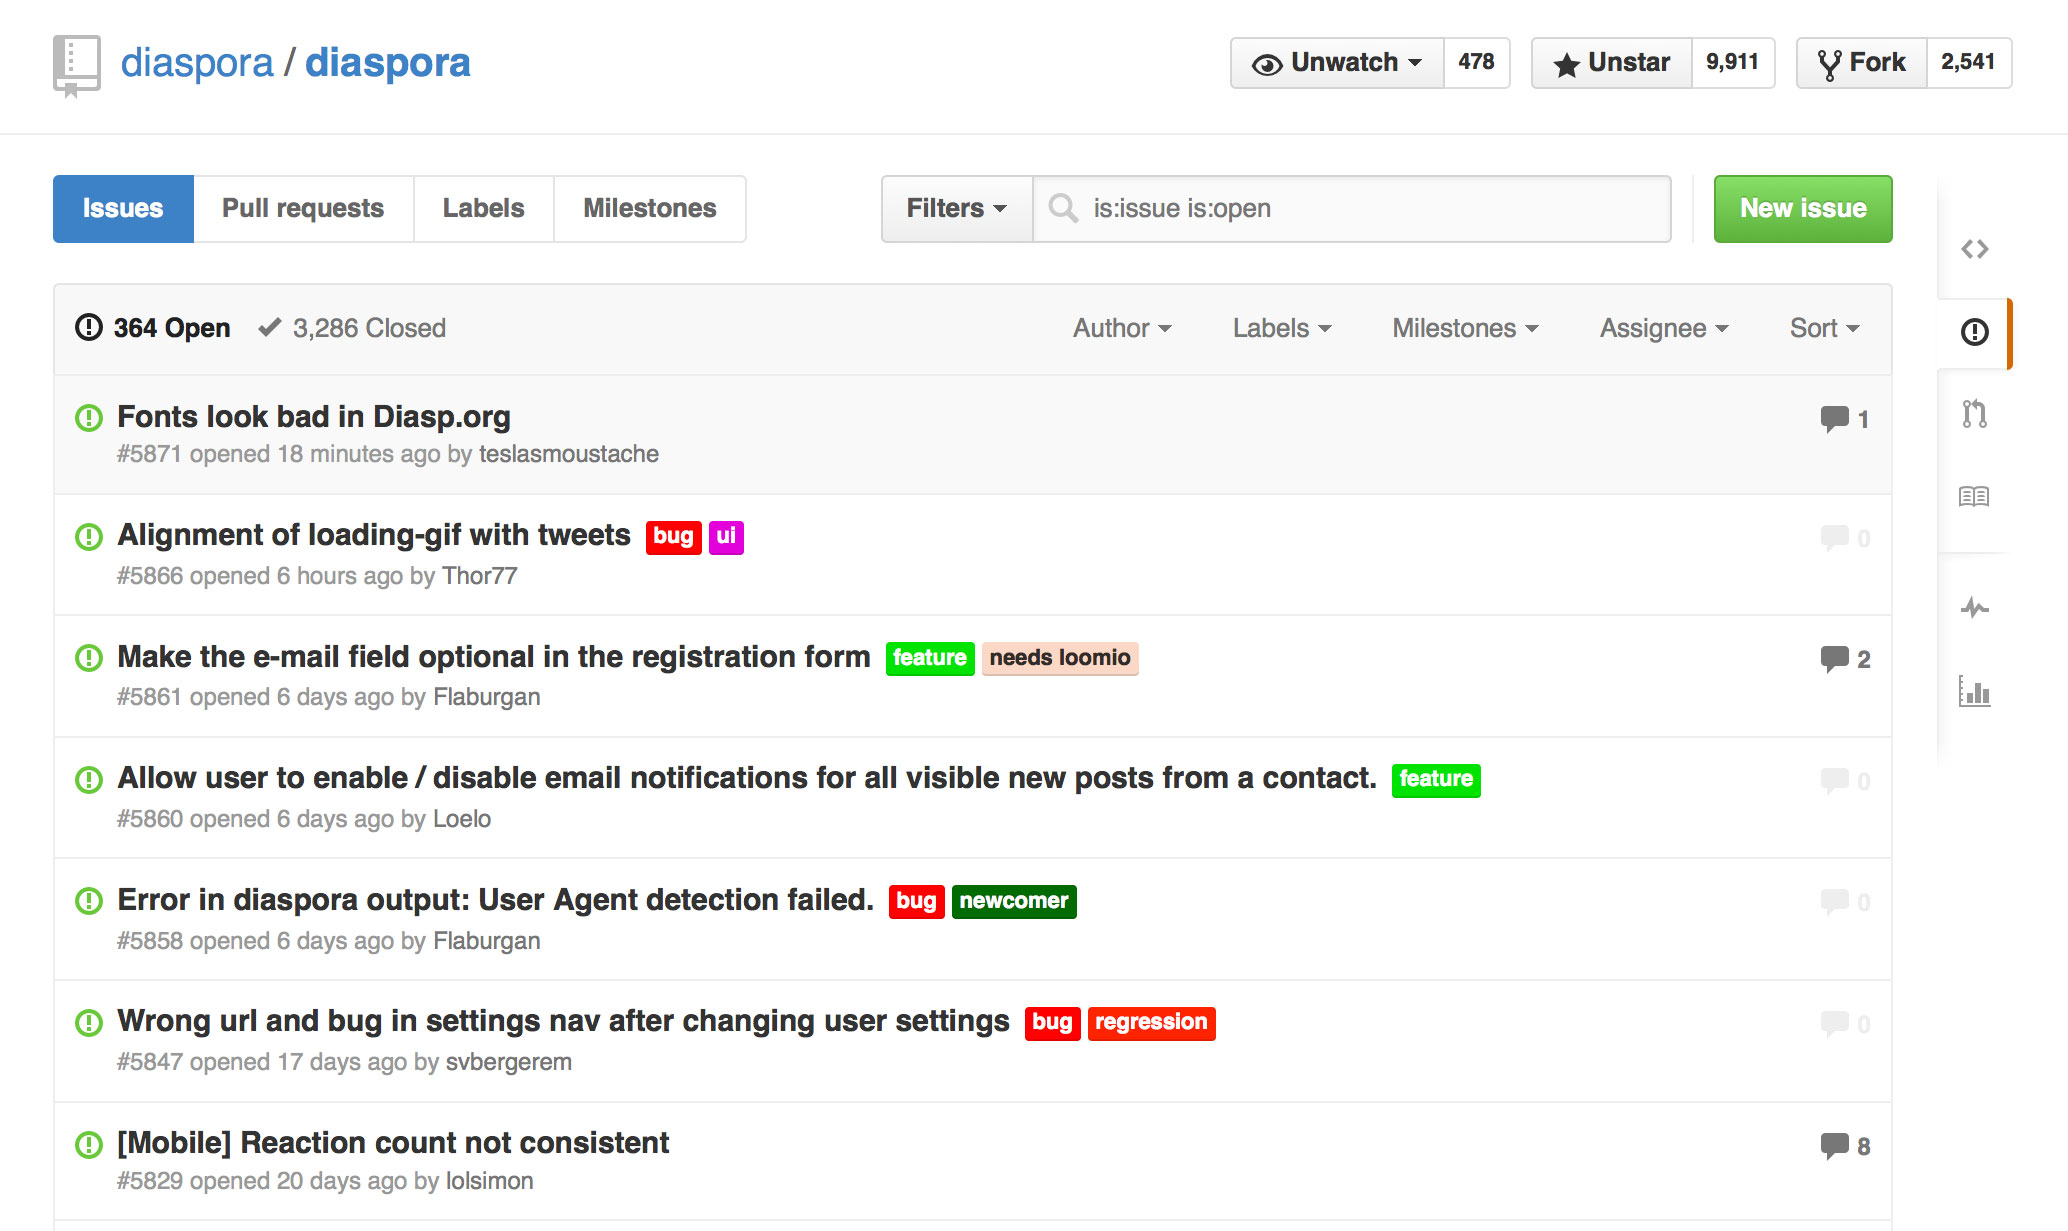 diaspora / diaspora
Unwatch 478 Unstar 9,911 Fork 2,541
Issues Pull requests Labels Milestones Filters is:issue is:open New issue
364 Open 3,286 Closed Author Labels Milestones Assignee Sort
Fonts look bad in Diasp.org 1
#5871 opened 18 minutes ago by teslasmoustache
Alignment of loading-gif with tweets bug ui 0
#5866 opened 6 hours ago by Thor77
Make the e-mail field optional in the registration form feature needs loomio 2
#5861 opened 6 days ago by Flaburgan
Allow user to enable / disable email notifications for all visible new posts from a contact. feature 0
#5860 opened 6 days ago by Loelo
Error in diaspora output: User Agent detection failed. bug newcomer 0
#5858 opened 6 days ago by Flaburgan
Wrong url and bug in settings nav after changing user settings bug regression 0
#5847 opened 17 days ago by svbergerem
[Mobile] Reaction count not consistent 8
#5829 opened 20 days ago by lolsimon